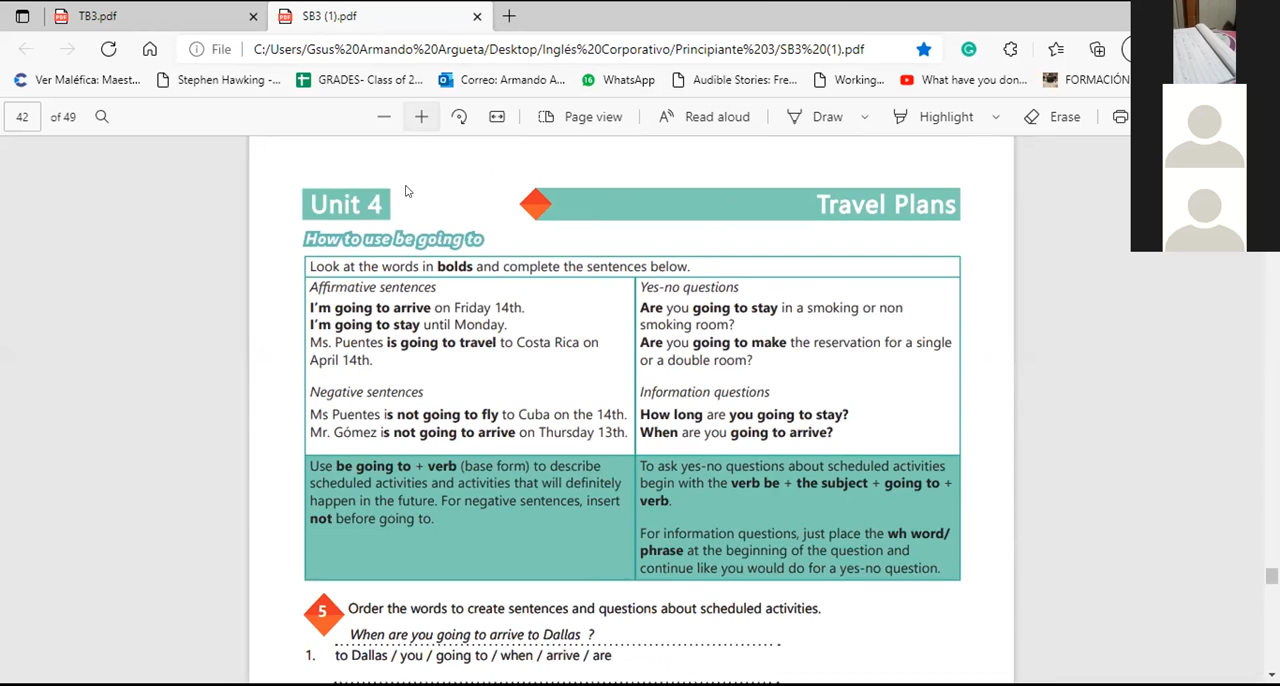 TB3.pdf
SB3 (1).pdf
File
C:/Users/Gsus%20Armando%20Argueta/Desktop/Inglés%20Corporativo/Principiante%203/SB3%20(1).pdf
Ver Maléfica: Maest...
Stephen Hawking -...
GRADES- Class of 2...
Correo: Armando A...
WhatsApp
Audible Stories: Fre...
Working...
What have you don...
FORMACIÓN
42 of 49
Page view
Read aloud
Draw
Highlight
Erase
Unit 4
Travel Plans
How to use be going to
Look at the words in bolds and complete the sentences below.
Affirmative sentences
I'm going to arrive on Friday 14th.
I'm going to stay until Monday.
Ms. Puentes is going to travel to Costa Rica on
April 14th.
Negative sentences
Ms Puentes is not going to fly to Cuba on the 14th.
Mr. Gómez is not going to arrive on Thursday 13th.
Yes-no questions
Are you going to stay in a smoking or non
smoking room?
Are you going to make the reservation for a single
or a double room?
Information questions
How long are you going to stay?
When are you going to arrive?
Use be going to + verb (base form) to describe
scheduled activities and activities that will definitely
happen in the future. For negative sentences, insert
not before going to.
To ask yes-no questions about scheduled activities
begin with the verb be + the subject + going to +
verb.
For information questions, just place the wh word/
phrase at the beginning of the question and
continue like you would do for a yes-no question.
5 Order the words to create sentences and questions about scheduled activities.
When are you going to arrive to Dallas ?
1. to Dallas / you / going to / when / arrive / are